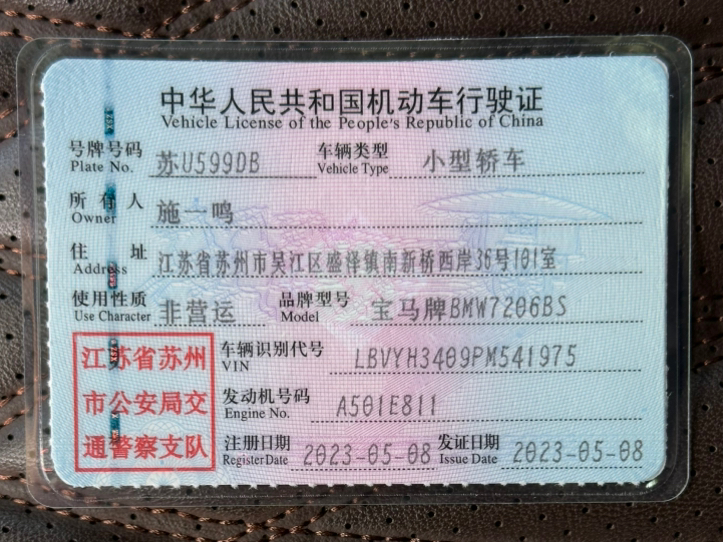 中华人民共和国机动车行驶证
Vehicle License of the People's Republic of China
号牌号码 苏U599DB 车辆类型 小型轿车
Plate No. Vehicle Type
所有人 施一鸣
Owner
住址 江苏省苏州市吴江区盛泽镇南新桥西岸36号101室
Address
使用性质 非营运 品牌型号 宝马牌BMW7206BS
Use Character Model
江苏省苏州
市公安局交
通警察支队
车辆识别代号 LBVYH3409PM541975
VIN
发动机号码 A501E811
Engine No.
注册日期 2023-05-08 发证日期 2023-05-08
Register Date Issue Date